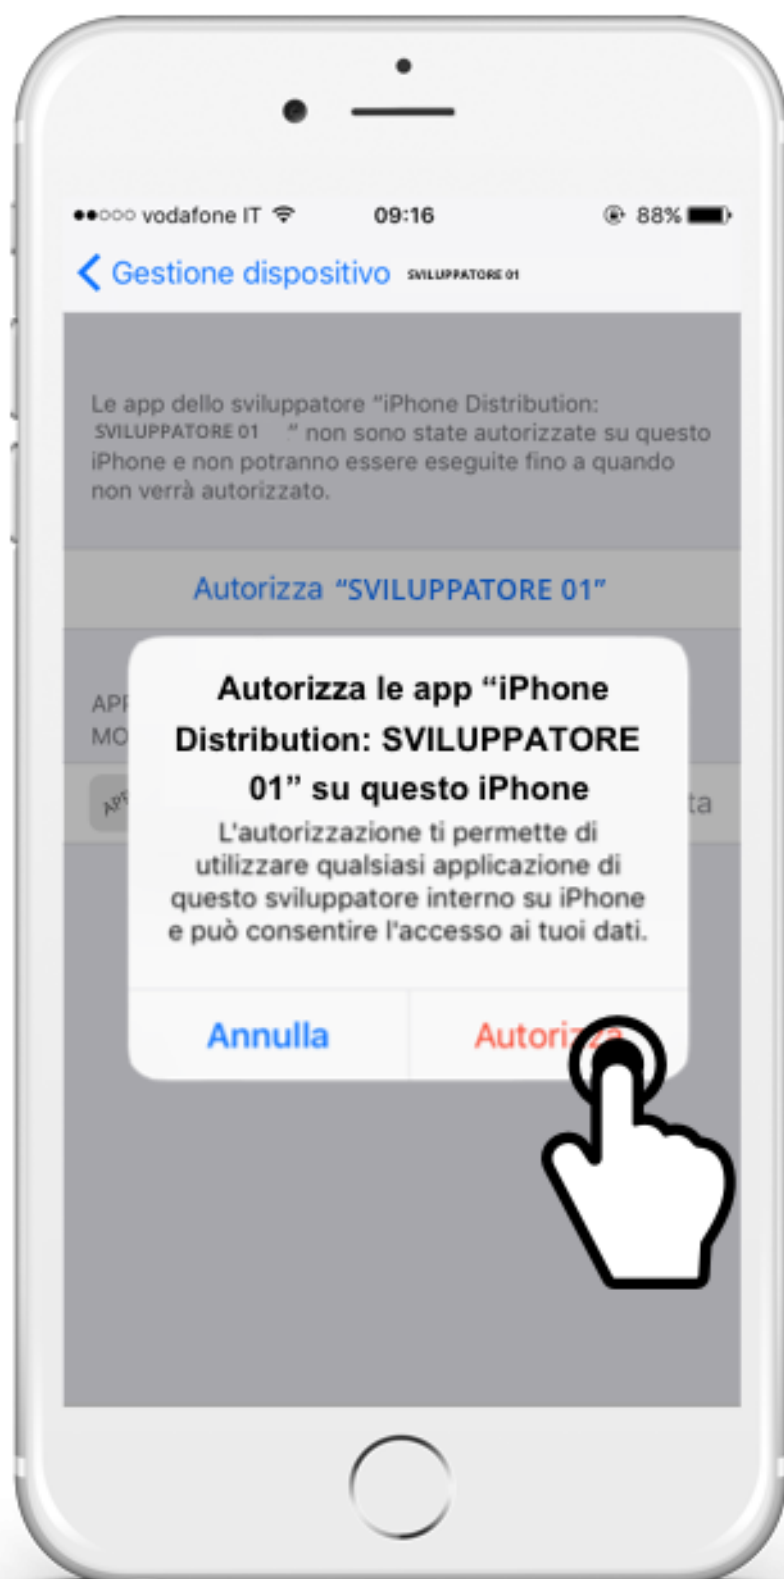 vodafone IT 09:16 88%
Gestione dispositivo SVILUPPATORE 01
Le app dello sviluppatore “iPhone Distribution:
SVILUPPATORE 01 ” non sono state autorizzate su questo
iPhone e non potranno essere eseguite fino a quando
non verrà autorizzato.
Autorizza “SVILUPPATORE 01”
Autorizza le app “iPhone
Distribution: SVILUPPATORE
01” su questo iPhone
L'autorizzazione ti permette di
utilizzare qualsiasi applicazione di
questo sviluppatore interno su iPhone
e può consentire l'accesso ai tuoi dati.
Annulla Autorizza